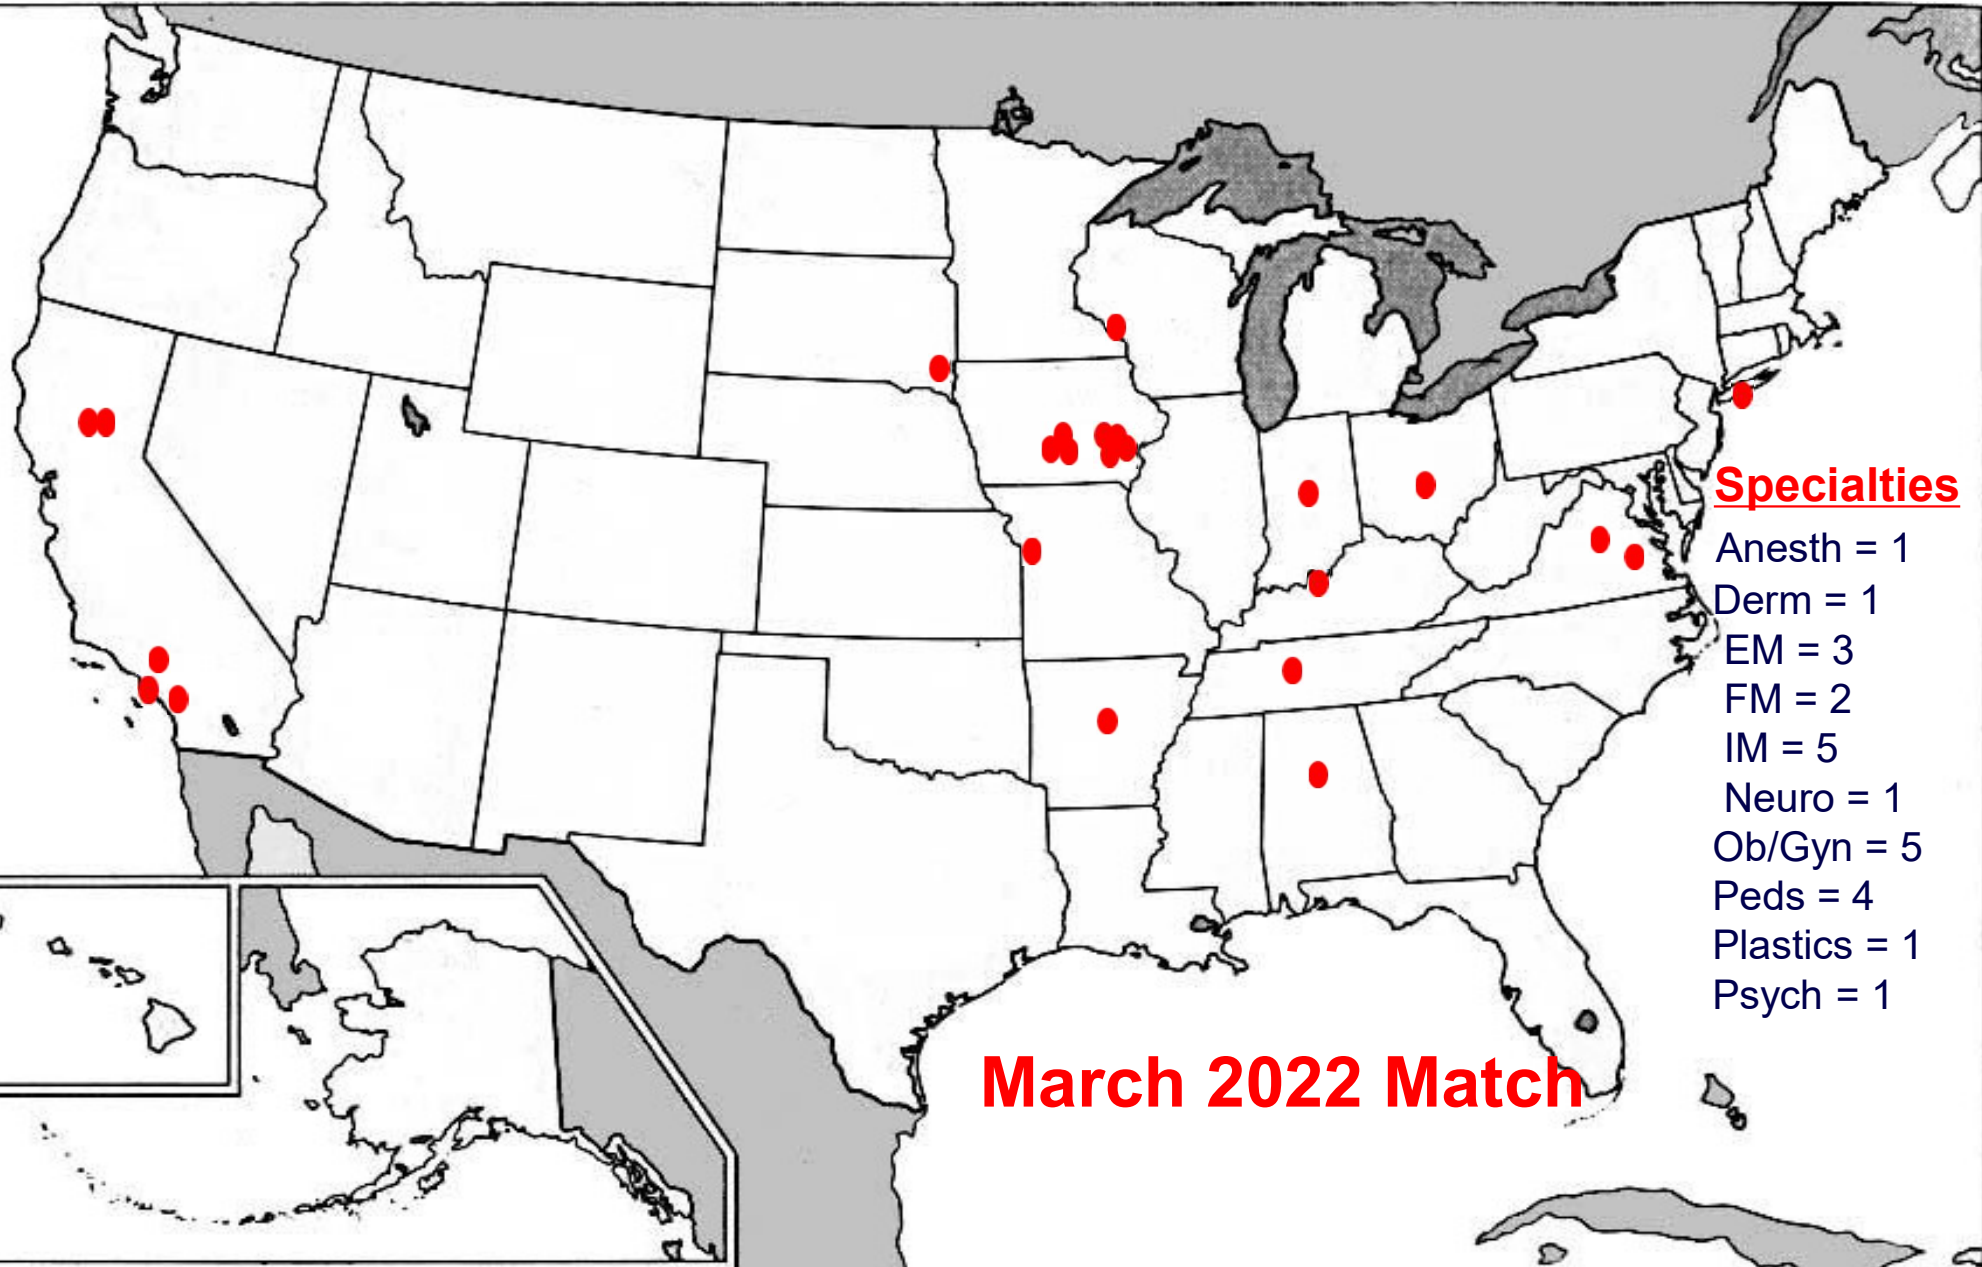 Specialties
Anesth = 1
Derm = 1
EM = 3
FM = 2
IM = 5
Neuro = 1
Ob/Gyn = 5
Peds = 4
Plastics = 1
Psych = 1
March 2022 Match